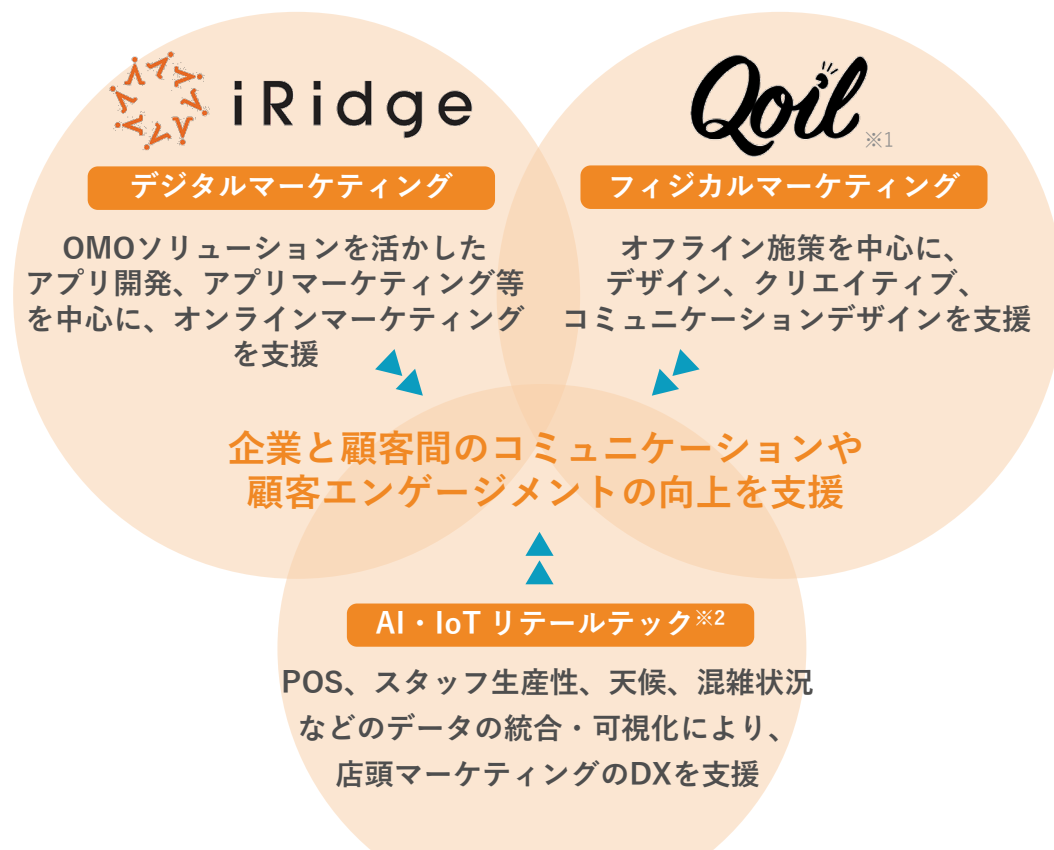 iRidge
デジタルマーケティング
OMOソリューションを活かした
アプリ開発、アプリマーケティング等
を中心に、オンラインマーケティング
を支援
Qoil ※1
フィジカルマーケティング
オフライン施策を中心に、
デザイン、クリエイティブ、
コミュニケーションデザインを支援
企業と顧客間のコミュニケーションや
顧客エンゲージメントの向上を支援
AI・IoT リテールテック※2
POS、スタッフ生産性、天候、混雑状況
などのデータの統合・可視化により、
店頭マーケティングのDXを支援